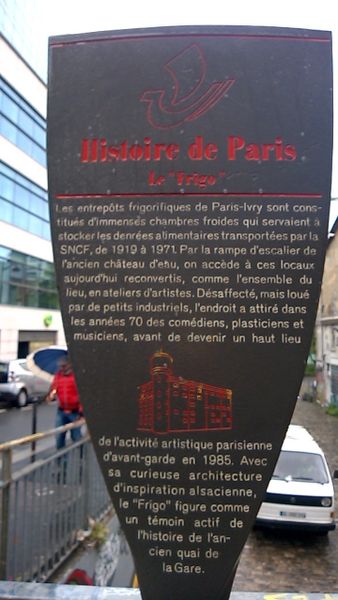 Histoire de Paris
Le "Frigo"
Les entrepôts frigorifiques de Paris-Ivry sont cons-
titués d'immenses chambres froides qui servaient à
stocker les denrées alimentaires transportées par la
SNCF, de 1919 à 1971. Par la rampe d'escalier de
l'ancien château d'eau, on accède à ces locaux
aujourd'hui reconvertis, comme l'ensemble du
lieu, en ateliers d'artistes. Désaffecté, mais loué
par de petits industriels, l'endroit a attiré dans
les années 70 des comédiens, plasticiens et
musiciens, avant de devenir un haut lieu
de l'activité artistique parisienne
d'avant-garde en 1985. Avec
sa curieuse architecture
d'inspiration alsacienne,
le "Frigo" figure comme
un témoin actif de
l'histoire de l'an-
cien quai de
la Gare.